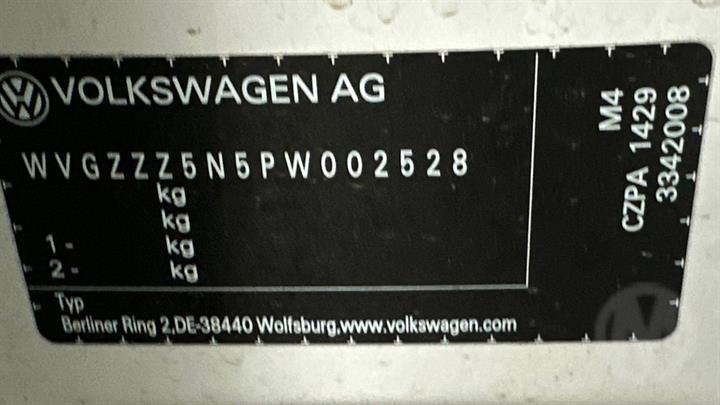 VOLKSWAGEN AG
WVGZZZ5N5PW002528
kg
kg
1 - kg
2 - kg
Typ
Berliner Ring 2,DE-38440 Wolfsburg,www.volkswagen.com
M4
CZPA 1429
3342008